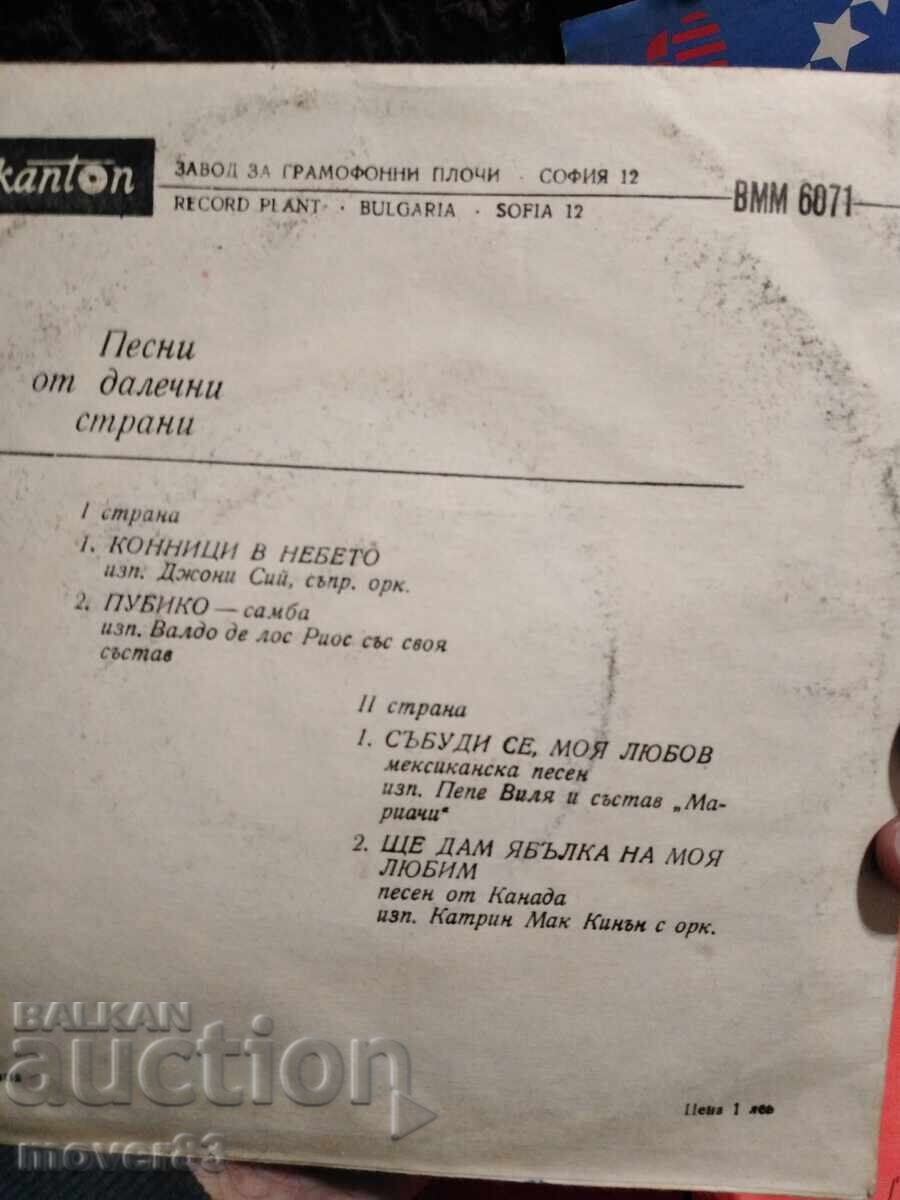 kanton
ЗАВОД ЗА ГРАМОФОННИ ПЛОЧИ · СОФИЯ 12
RECORD PLANT · BULGARIA · SOFIA 12
ВММ 6071
Песни
от далечни
страни
I страна
1. КОННИЦИ В НЕБЕТО
изп. Джони Сий, съпр. орк.
2. ПУБИКО — самба
изп. Валдо де лос Риос със своя
състав
II страна
1. СЪБУДИ СЕ, МОЯ ЛЮБОВ
мексиканска песен
изп. Пепе Виля и състав „Ма-
риачи“
2. ЩЕ ДАМ ЯБЪЛКА НА МОЯ
ЛЮБИМ
песен от Канада
изп. Катрин Мак Кинън с орк.
Цена 1 лев
BALKAN
auction
mover83